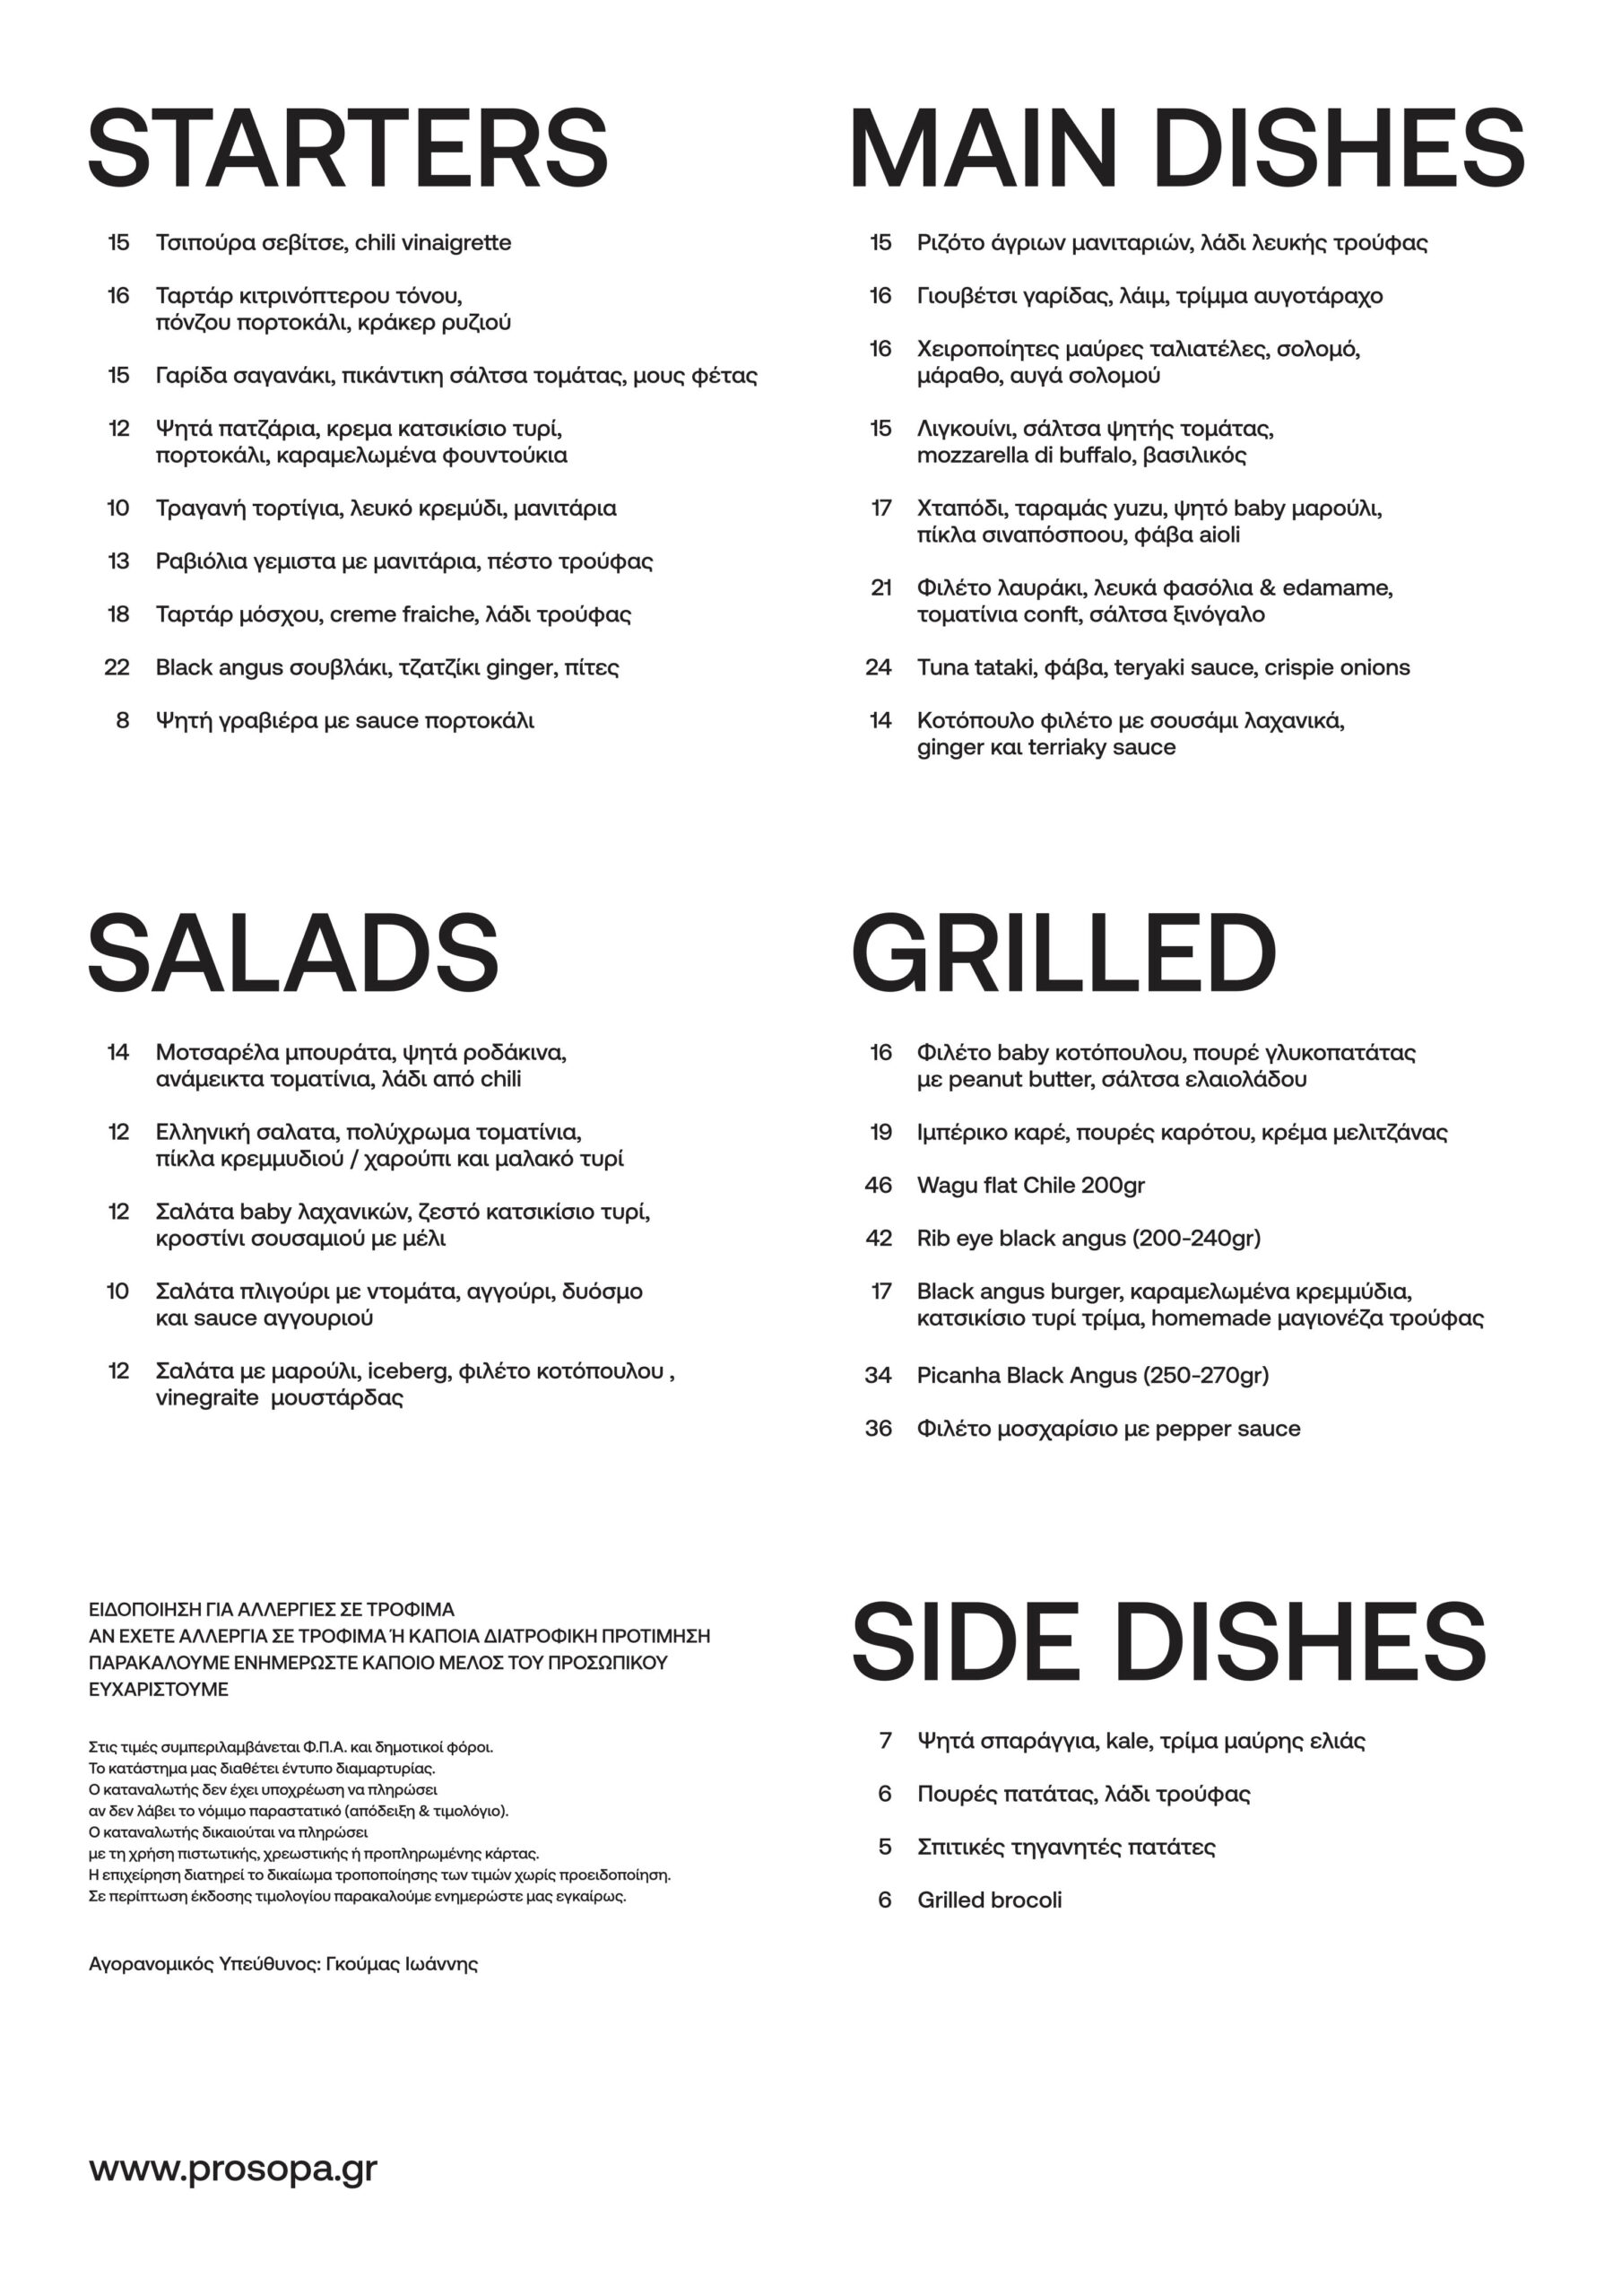 STARTERS
15 Τσιπούρα σεβίτσε, chili vinaigrette
16 Ταρτάρ κιτρινόπτερου τόνου,
πόνζου πορτοκάλι, κράκερ ρυζιού
15 Γαρίδα σαγανάκι, πικάντικη σάλτσα τομάτας, μους φέτας
12 Ψητά πατζάρια, κρεμα κατσικίσιο τυρί,
πορτοκάλι, καραμελωμένα φουντούκια
10 Τραγανή τορτίγια, λευκό κρεμύδι, μανιτάρια
13 Ραβιόλια γεμιστα με μανιτάρια, πέστο τρούφας
18 Ταρτάρ μόσχου, creme fraiche, λάδι τρούφας
22 Black angus σουβλάκι, τζατζίκι ginger, πίτες
8 Ψητή γραβιέρα με sauce πορτοκάλι
MAIN DISHES
15 Ριζότο άγριων μανιταριών, λάδι λευκής τρούφας
16 Γιουβέτσι γαρίδας, λάιμ, τρίμμα αυγοτάραχο
16 Χειροποίητες μαύρες ταλιατέλες, σολομό,
μάραθο, αυγά σολομού
15 Λιγκουίνι, σάλτσα ψητής τομάτας,
mozzarella di buffalo, βασιλικός
17 Χταπόδι, ταραμάς yuzu, ψητό baby μαρούλι,
πίκλα σιναπόσποου, φάβα aioli
21 Φιλέτο λαυράκι, λευκά φασόλια & edamame,
τοματίνια conft, σάλτσα ξινόγαλο
24 Tuna tataki, φάβα, teryaki sauce, crispie onions
14 Κοτόπουλο φιλέτο με σουσάμι λαχανικά,
ginger και terriaky sauce
SALADS
14 Μοτσαρέλα μπουράτα, ψητά ροδάκινα,
ανάμεικτα τοματίνια, λάδι από chili
12 Ελληνική σαλατα, πολύχρωμα τοματίνια,
πίκλα κρεμμυδιού / χαρούπι και μαλακό τυρί
12 Σαλάτα baby λαχανικών, ζεστό κατσικίσιο τυρί,
κροστίνι σουσαμιού με μέλι
10 Σαλάτα πλιγούρι με ντομάτα, αγγούρι, δυόσμο
και sauce αγγουριού
12 Σαλάτα με μαρούλι, iceberg, φιλέτο κοτόπουλου ,
vinegraite μουστάρδας
GRILLED
16 Φιλέτο baby κοτόπουλου, πουρέ γλυκοπατάτας
με peanut butter, σάλτσα ελαιολάδου
19 Ιμπέρικο καρέ, πουρές καρότου, κρέμα μελιτζάνας
46 Wagu flat Chile 200gr
42 Rib eye black angus (200-240gr)
17 Black angus burger, καραμελωμένα κρεμμύδια,
κατσικίσιο τυρί τρίμα, homemade μαγιονέζα τρούφας
34 Picanha Black Angus (250-270gr)
36 Φιλέτο μοσχαρίσιο με pepper sauce
ΕΙΔΟΠΟΙΗΣΗ ΓΙΑ ΑΛΛΕΡΓΙΕΣ ΣΕ ΤΡΟΦΙΜΑ
ΑΝ ΕΧΕΤΕ ΑΛΛΕΡΓΙΑ ΣΕ ΤΡΟΦΙΜΑ Ή ΚΑΠΟΙΑ ΔΙΑΤΡΟΦΙΚΗ ΠΡΟΤΙΜΗΣΗ
ΠΑΡΑΚΑΛΟΥΜΕ ΕΝΗΜΕΡΩΣΤΕ ΚΑΠΟΙΟ ΜΕΛΟΣ ΤΟΥ ΠΡΟΣΩΠΙΚΟΥ
ΕΥΧΑΡΙΣΤΟΥΜΕ
Στις τιμές συμπεριλαμβάνεται Φ.Π.Α. και δημοτικοί φόροι.
Το κατάστημα μας διαθέτει έντυπο διαμαρτυρίας.
Ο καταναλωτής δεν έχει υποχρέωση να πληρώσει
αν δεν λάβει το νόμιμο παραστατικό (απόδειξη & τιμολόγιο).
Ο καταναλωτής δικαιούται να πληρώσει
με τη χρήση πιστωτικής, χρεωστικής ή προπληρωμένης κάρτας.
Η επιχείρηση διατηρεί το δικαίωμα τροποποίησης των τιμών χωρίς προειδοποίηση.
Σε περίπτωση έκδοσης τιμολογίου παρακαλούμε ενημερώστε μας εγκαίρως.
Αγορανομικός Υπεύθυνος: Γκούμας Ιωάννης
SIDE DISHES
7 Ψητά σπαράγγια, kale, τρίμα μαύρης ελιάς
6 Πουρές πατάτας, λάδι τρούφας
5 Σπιτικές τηγανητές πατάτες
6 Grilled brocoli
www.prosopa.gr